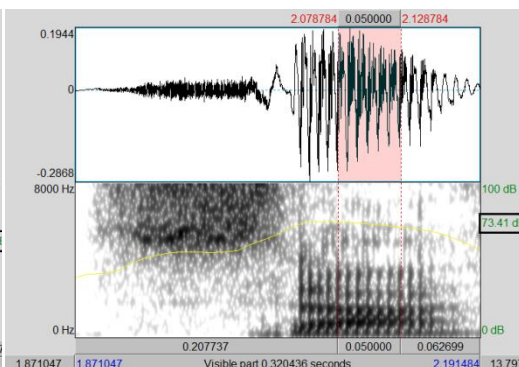 2.078784 0.050000 2.128784
0.1944
0
-0.2868
8000 Hz 100 dB
73.41 d
0 Hz 0 dB
0.207737 0.050000 0.062699
1.871047 1.871047 Visible part 0.320436 seconds 2.191484 13.797